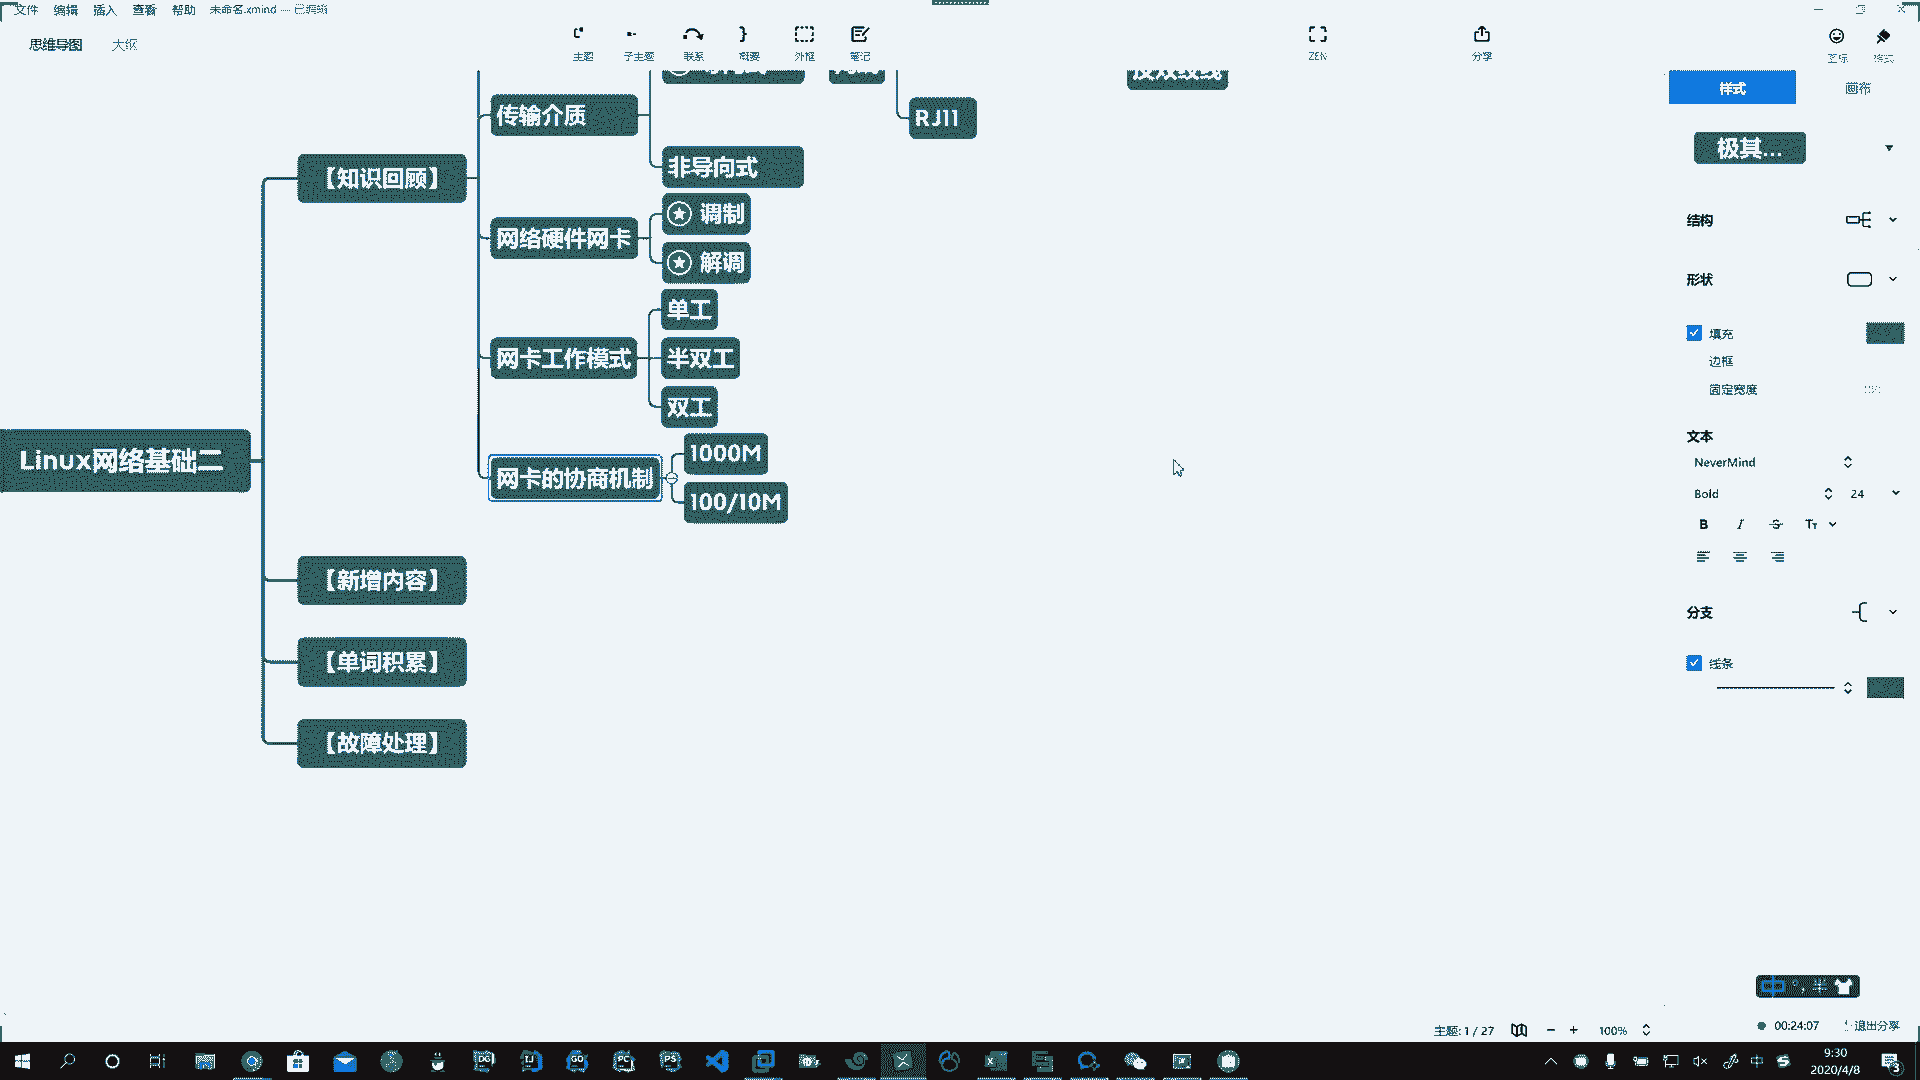 文件 编辑 插入 查看 帮助 未命名.xmind — 已编辑
思维导图 大纲
主题 子主题 联系 概要 外框 笔记 ZEN 分享 图标 格式
传输介质
RJ11
非导向式
【知识回顾】
网络硬件网卡
调制
解调
网卡工作模式
单工
半双工
双工
Linux网络基础二
网卡的协商机制
1000M
100/10M
【新增内容】
【单词积累】
【故障处理】
样式 画布
极其...
结构
形状
填充
边框
固定宽度
文本
NeverMind
Bold 24
分支
线条
中
主题: 1 / 27 100%
00:24:07 退出分享
DG IJ GO PC PS
中
9:30
2020/4/8
3